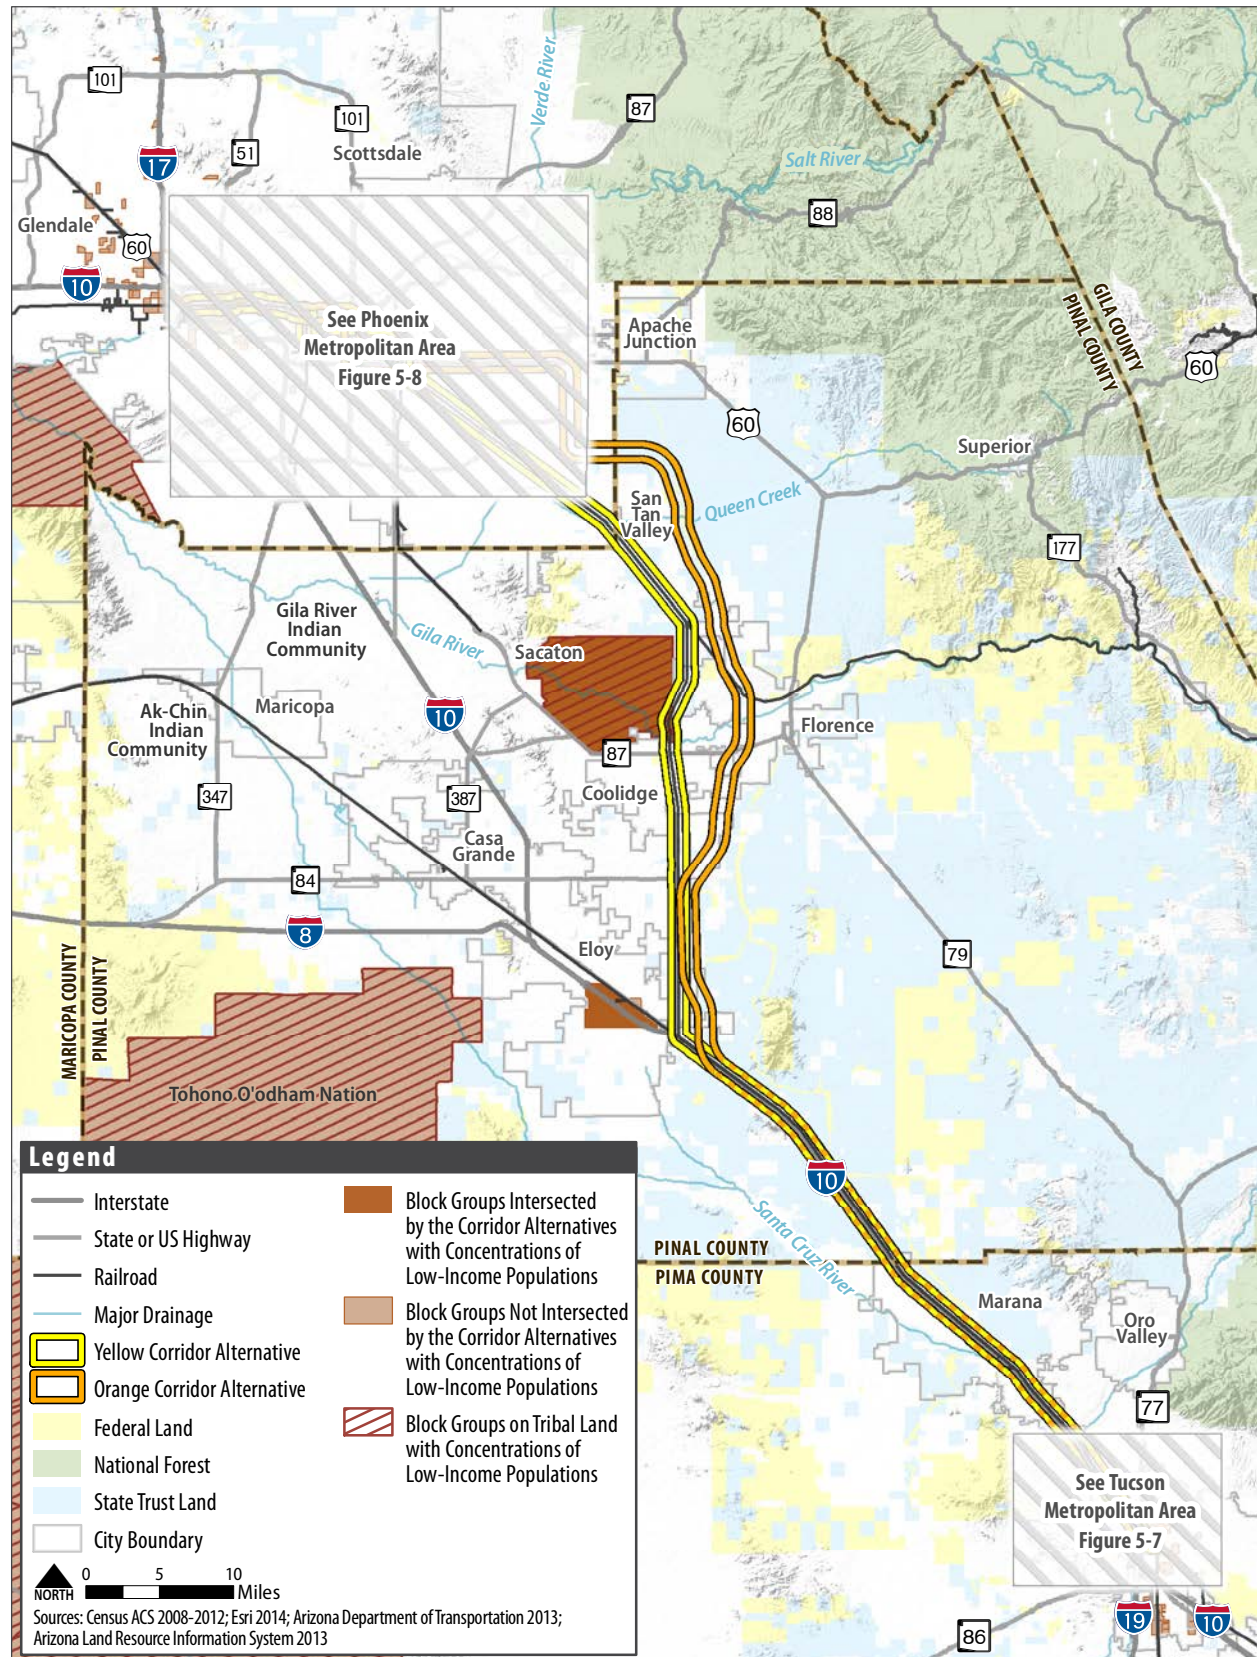 101
Verde River
87
101
51
Scottsdale
17
Salt River
Glendale
60
88
10
See Phoenix
Metropolitan Area
Figure 5-8
Apache
Junction
GILA COUNTY
PINAL COUNTY
60
60
Superior
San
Tan
Valley
Queen Creek
177
Gila River
Indian
Community
Gila River
Sacaton
Maricopa
Ak-Chin
Indian
Community
10
Florence
87
Coolidge
347
387
Casa
Grande
84
8
Eloy
79
MARICOPA COUNTY
PINAL COUNTY
Tohono O'odham Nation
10
Santa Cruz River
PINAL COUNTY
PIMA COUNTY
Marana
Oro
Valley
77
See Tucson
Metropolitan Area
Figure 5-7
19
10
86
Legend
Interstate
State or US Highway
Railroad
Major Drainage
Yellow Corridor Alternative
Orange Corridor Alternative
Federal Land
National Forest
State Trust Land
City Boundary
Block Groups Intersected
by the Corridor Alternatives
with Concentrations of
Low-Income Populations
Block Groups Not Intersected
by the Corridor Alternatives
with Concentrations of
Low-Income Populations
Block Groups on Tribal Land
with Concentrations of
Low-Income Populations
NORTH
0 5 10
Miles
Sources: Census ACS 2008-2012; Esri 2014; Arizona Department of Transportation 2013;
Arizona Land Resource Information System 2013